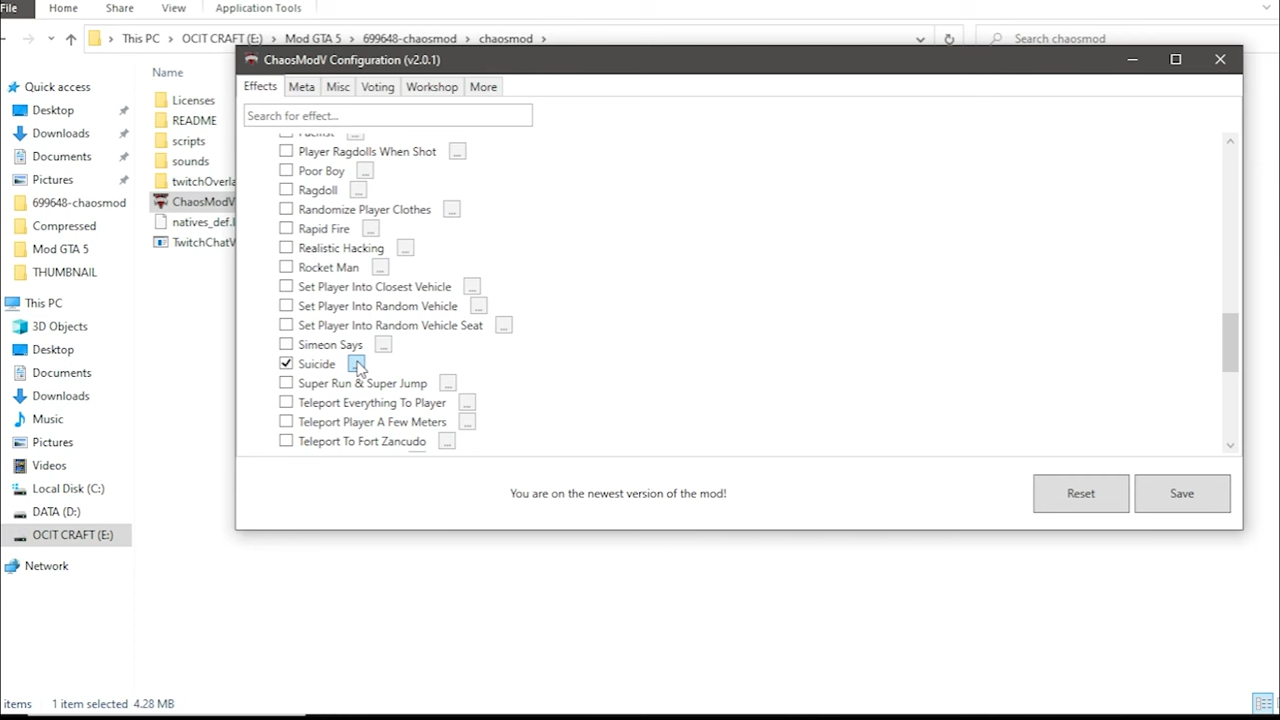 File Home Share View Application Tools
This PC OCIT CRAFT (E:) Mod GTA 5 699648-chaosmod chaosmod Search chaosmod
ChaosModV Configuration (v2.0.1)
Effects Meta Misc Voting Workshop More
Search for effect...
Name
Quick access
Desktop
Downloads
Documents
Pictures
699648-chaosmod
Compressed
Mod GTA 5
THUMBNAIL
This PC
3D Objects
Desktop
Documents
Downloads
Music
Pictures
Videos
Local Disk (C:)
DATA (D:)
OCIT CRAFT (E:)
Network
Licenses
README
scripts
sounds
twitchOverla
ChaosModV
natives_def.
TwitchChatV
Player Ragdolls When Shot ...
Poor Boy ...
Ragdoll ...
Randomize Player Clothes ...
Rapid Fire ...
Realistic Hacking ...
Rocket Man ...
Set Player Into Closest Vehicle ...
Set Player Into Random Vehicle ...
Set Player Into Random Vehicle Seat ...
Simeon Says ...
Suicide
Super Run & Super Jump ...
Teleport Everything To Player ...
Teleport Player A Few Meters ...
Teleport To Fort Zancudo ...
You are on the newest version of the mod!
Reset Save
items 1 item selected 4.28 MB